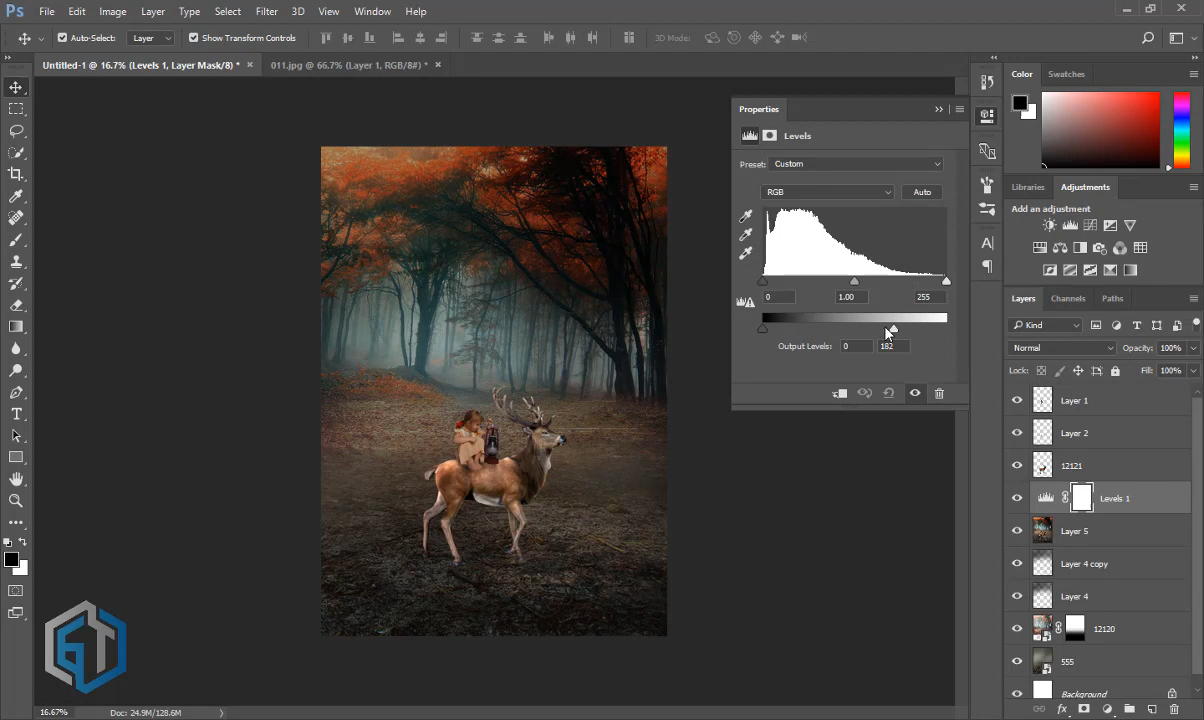 Ps File Edit Image Layer Type Select Filter 3D View Window Help
Auto-Select: Layer Show Transform Controls 3D Mode:
Untitled-1 @ 16.7% (Levels 1, Layer Mask/8) * × 011.jpg @ 66.7% (Layer 1, RGB/8#) * ×
Properties
Levels
Preset: Custom
RGB Auto
0 1.00 255
Output Levels: 0 182
Color Swatches
Libraries Adjustments
Add an adjustment
Layers Channels Paths
Kind
Normal Opacity: 100%
Lock: Fill: 100%
Layer 1
Layer 2
12121
Levels 1
Layer 5
Layer 4 copy
Layer 4
12120
555
Background
16.67% Doc: 24.9M/128.6M